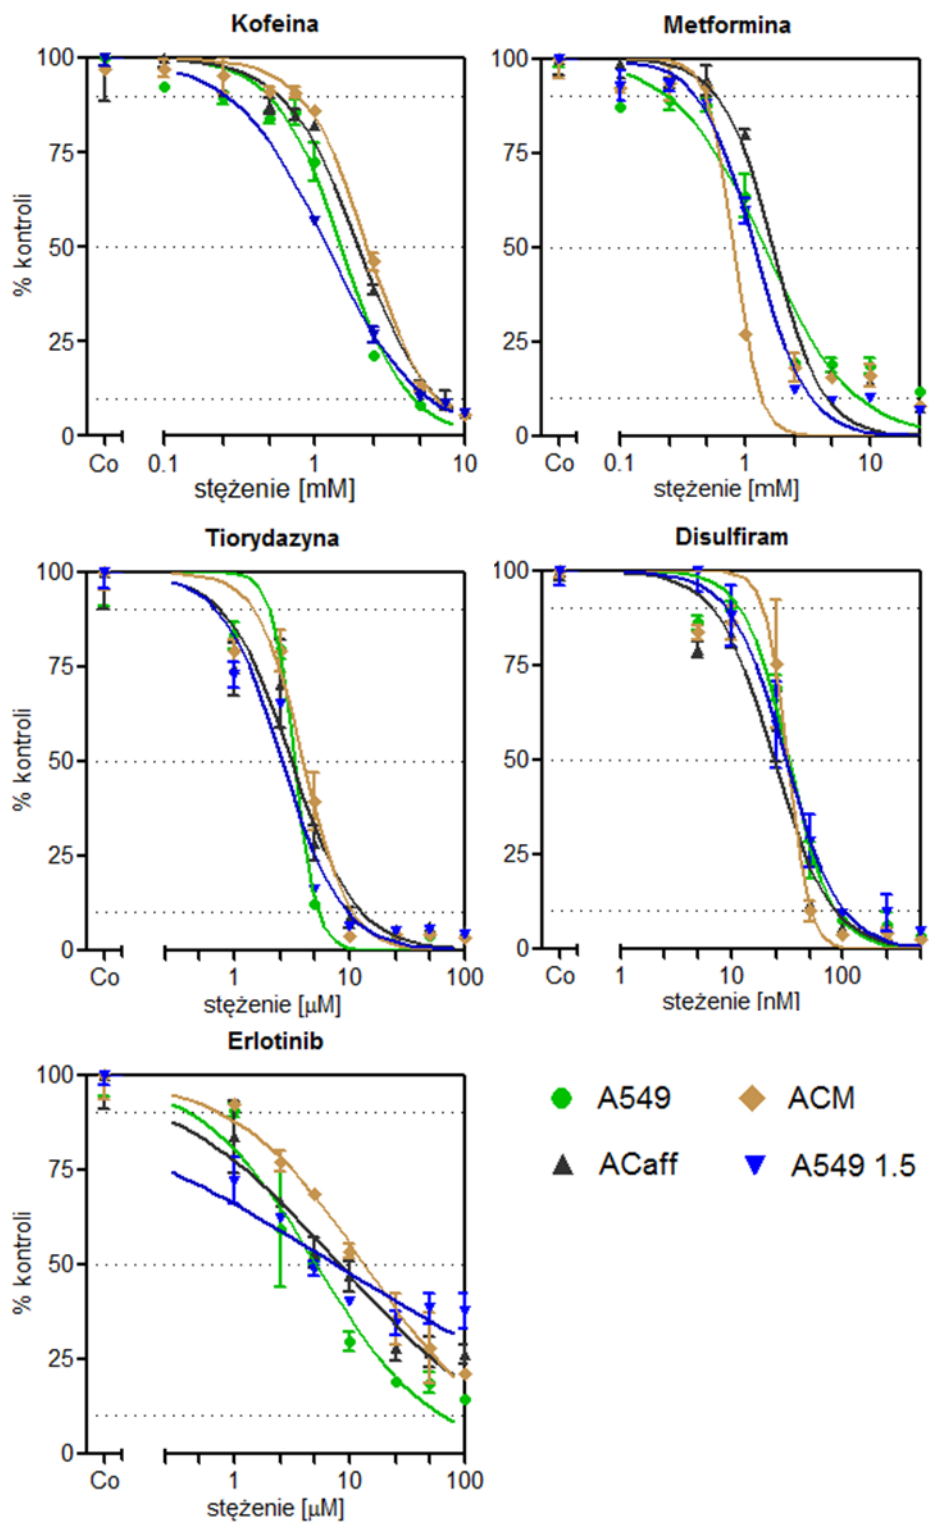 Kofeina
100
75
50
25
0
% kontroli
Co
0.1
1
10
stężenie [mM]
Metformina
100
75
50
25
0
Co
0.1
1
10
stężenie [mM]
Tiorydazyna
100
75
50
25
0
% kontroli
Co
1
10
100
stężenie [µM]
Disulfiram
100
75
50
25
0
Co
1
10
100
stężenie [nM]
Erlotinib
100
75
50
25
0
% kontroli
Co
1
10
100
stężenie [µM]
A549
ACM
ACaff
A549 1.5